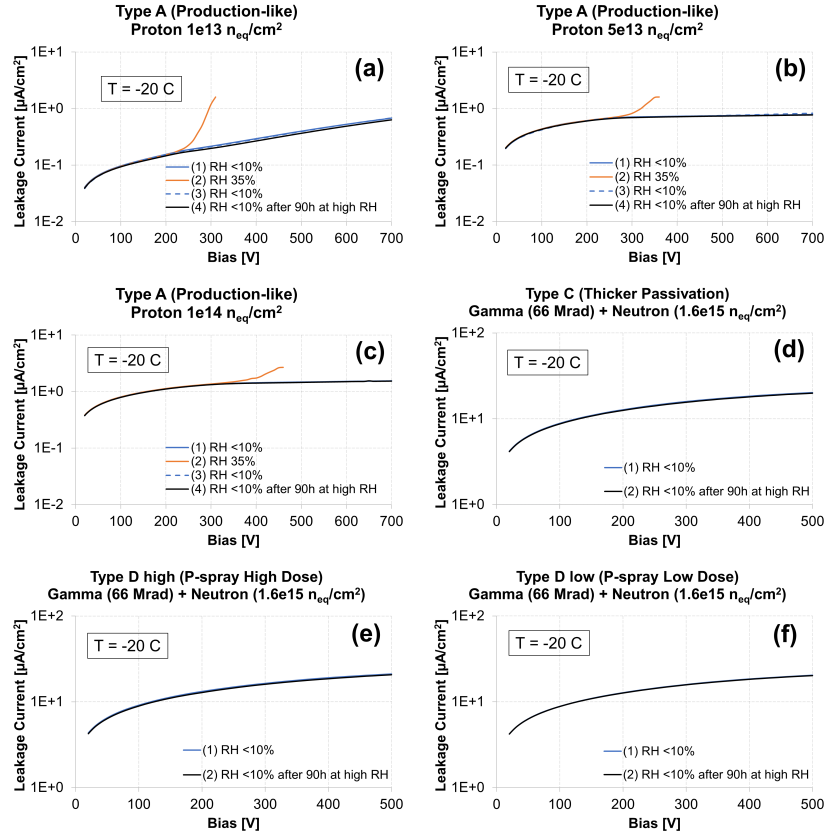 Type A (Production-like)
Proton 1e13 neq/cm2
(a)
T = -20 C
Leakage Current [µA/cm2]
1E+1
1E+0
1E-1
1E-2
(1) RH <10%
(2) RH 35%
(3) RH <10%
(4) RH <10% after 90h at high RH
0 100 200 300 400 500 600 700
Bias [V]
Type A (Production-like)
Proton 5e13 neq/cm2
(b)
T = -20 C
Leakage Current [µA/cm2]
1E+1
1E+0
1E-1
1E-2
(1) RH <10%
(2) RH 35%
(3) RH <10%
(4) RH <10% after 90h at high RH
0 100 200 300 400 500 600 700
Bias [V]
Type A (Production-like)
Proton 1e14 neq/cm2
(c)
T = -20 C
Leakage Current [µA/cm2]
1E+1
1E+0
1E-1
1E-2
(1) RH <10%
(2) RH 35%
(3) RH <10%
(4) RH <10% after 90h at high RH
0 100 200 300 400 500 600 700
Bias [V]
Type C (Thicker Passivation)
Gamma (66 Mrad) + Neutron (1.6e15 neq/cm2)
(d)
T = -20 C
Leakage Current [µA/cm2]
1E+2
1E+1
1E+0
(1) RH <10%
(2) RH <10% after 90h at high RH
0 100 200 300 400 500
Bias [V]
Type D high (P-spray High Dose)
Gamma (66 Mrad) + Neutron (1.6e15 neq/cm2)
(e)
T = -20 C
Leakage Current [µA/cm2]
1E+2
1E+1
1E+0
(1) RH <10%
(2) RH <10% after 90h at high RH
0 100 200 300 400 500
Bias [V]
Type D low (P-spray Low Dose)
Gamma (66 Mrad) + Neutron (1.6e15 neq/cm2)
(f)
T = -20 C
Leakage Current [µA/cm2]
1E+2
1E+1
1E+0
(1) RH <10%
(2) RH <10% after 90h at high RH
0 100 200 300 400 500
Bias [V]